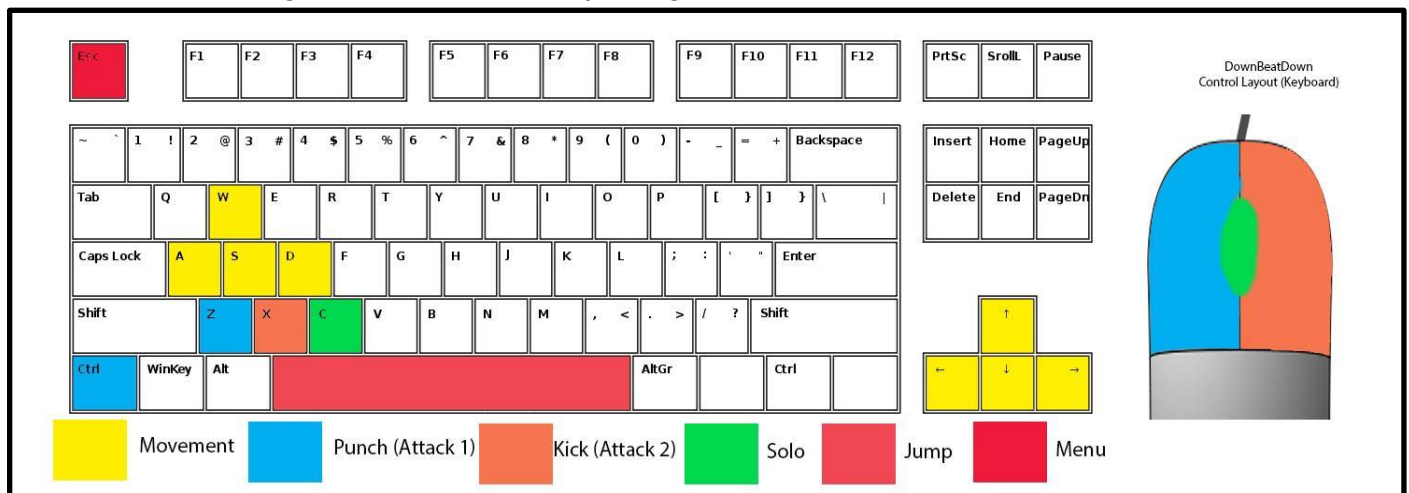 Esc F1 F2 F3 F4 F5 F6 F7 F8 F9 F10 F11 F12 PrtSc SrollL Pause
DownBeatDown
Control Layout (Keyboard)
~ ` 1 ! 2 @ 3 # 4 $ 5 % 6 ^ 7 & 8 * 9 ( 0 ) - _ = + Backspace Insert Home PageUp
Tab Q W E R T Y U I O P [ } ] } \ | Delete End PageDn
Caps Lock A S D F G H J K L ; : ' " Enter
Shift Z X C V B N M , < . > / ? Shift ↑
Ctrl WinKey Alt AltGr Ctrl ← ↓ →
Movement Punch (Attack 1) Kick (Attack 2) Solo Jump Menu